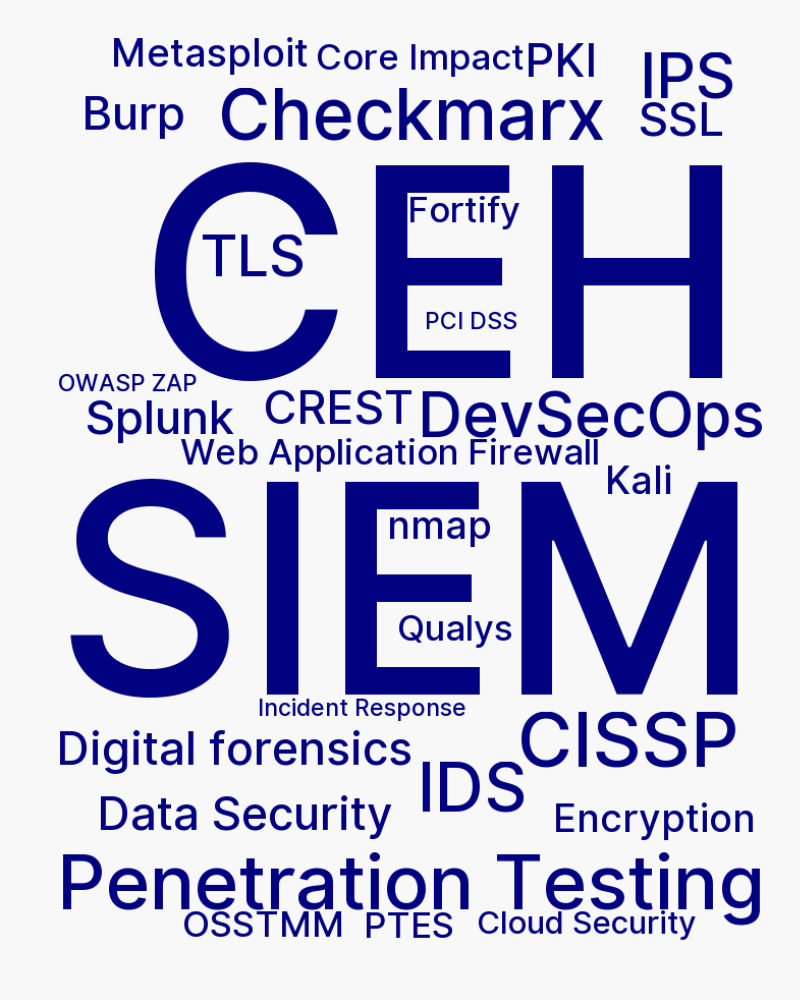 Metasploit
Core Impact
PKI
IPS
Burp
Checkmarx
SSL
CEH
Fortify
TLS
PCI DSS
OWASP ZAP
Splunk
CREST
DevSecOps
Web Application Firewall
Kali
SIEM
nmap
Qualys
Incident Response
Digital forensics
CISSP
IDS
Data Security
Encryption
Penetration Testing
OSSTMM
PTES
Cloud Security